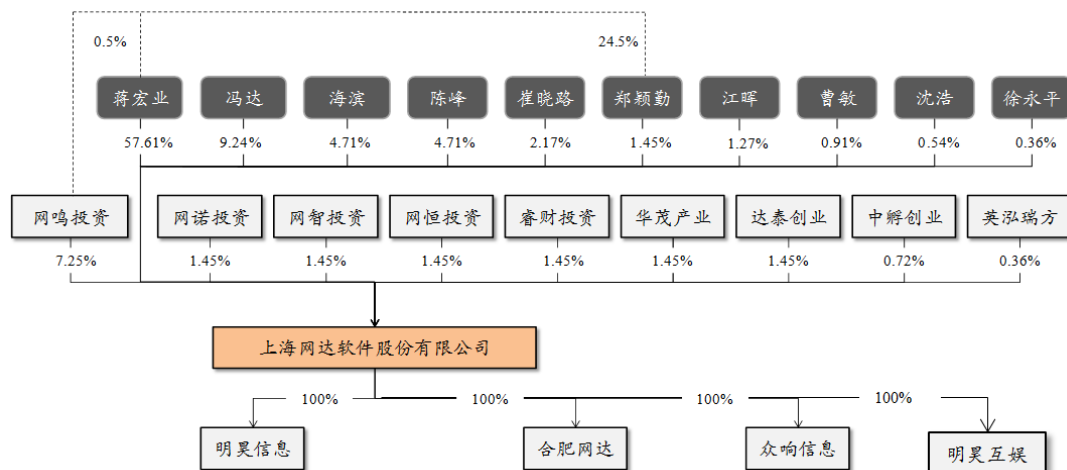 0.5%
24.5%
蒋宏业 冯达 海滨 陈峰 崔晓路 郑颖勤 江晖 曹敏 沈浩 徐永平
57.61% 9.24% 4.71% 4.71% 2.17% 1.45% 1.27% 0.91% 0.54% 0.36%
网鸣投资 网诺投资 网智投资 网恒投资 睿财投资 华茂产业 达泰创业 中孵创业 英泓瑞方
7.25% 1.45% 1.45% 1.45% 1.45% 1.45% 1.45% 0.72% 0.36%
上海网达软件股份有限公司
100% 100% 100% 100%
明昊信息 合肥网达 众响信息 明昊互娱